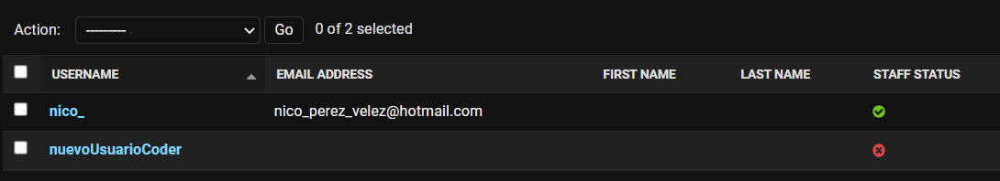 Action: --------- Go 0 of 2 selected
USERNAME EMAIL ADDRESS FIRST NAME LAST NAME STAFF STATUS
nico_ nico_perez_velez@hotmail.com
nuevoUsuarioCoder